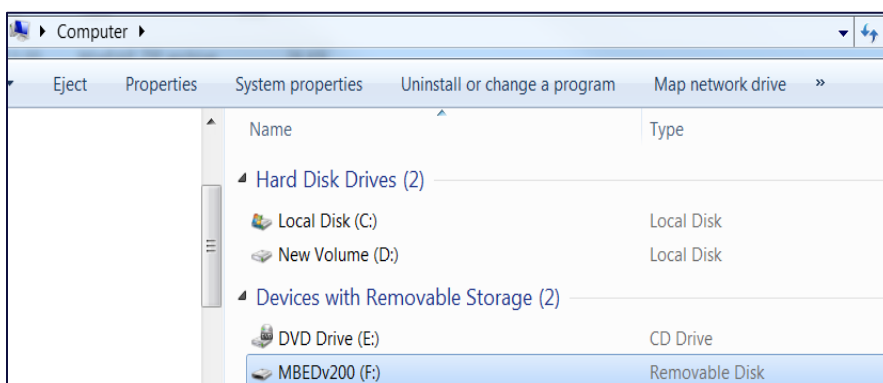 Computer
Eject Properties System properties Uninstall or change a program Map network drive »
Name Type
Hard Disk Drives (2)
Local Disk (C:) Local Disk
New Volume (D:) Local Disk
Devices with Removable Storage (2)
DVD Drive (E:) CD Drive
MBEDv200 (F:) Removable Disk